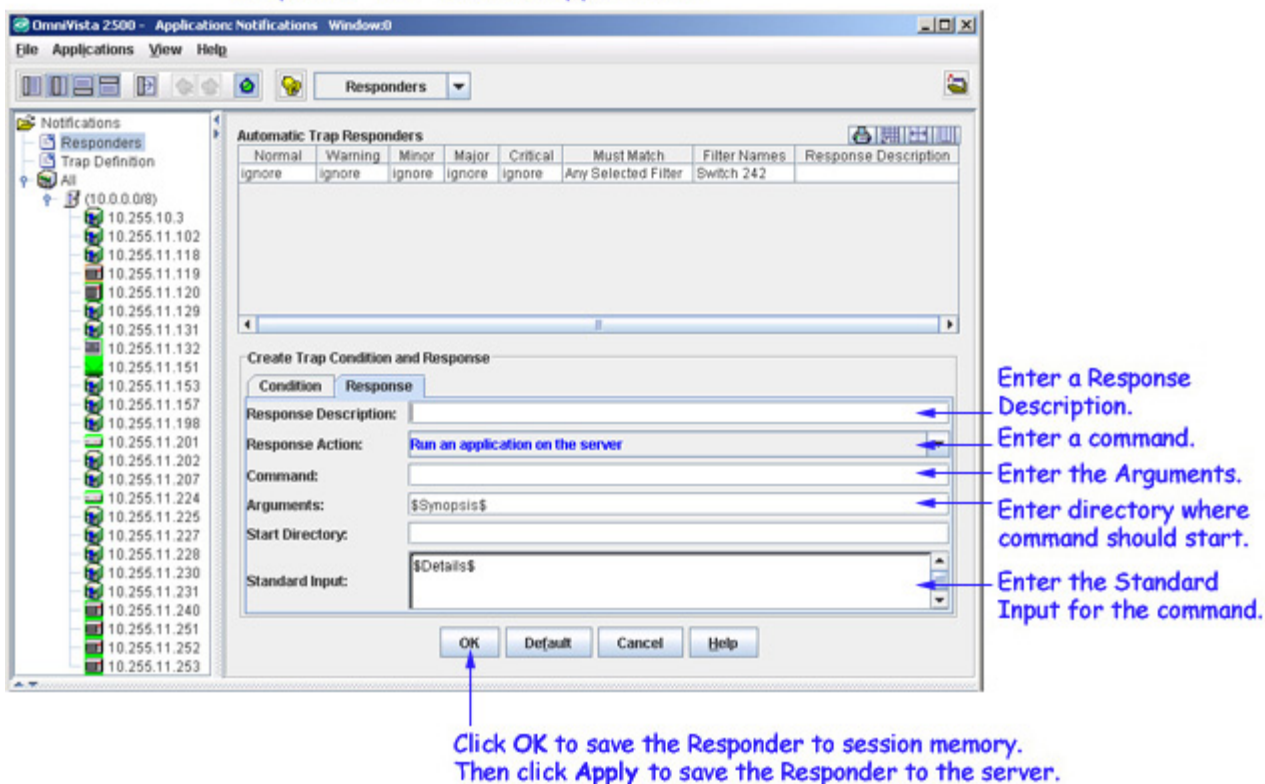 OmniVista 2500 - Application: Notifications Window:0
File Applications View Help
Responders
Notifications
Responders
Trap Definition
All
(10.0.0.0/8)
10.255.10.3
10.255.11.102
10.255.11.118
10.255.11.119
10.255.11.120
10.255.11.129
10.255.11.131
10.255.11.132
10.255.11.151
10.255.11.153
10.255.11.157
10.255.11.198
10.255.11.201
10.255.11.202
10.255.11.207
10.255.11.224
10.255.11.225
10.255.11.227
10.255.11.228
10.255.11.230
10.255.11.231
10.255.11.240
10.255.11.251
10.255.11.252
10.255.11.253
Automatic Trap Responders
Normal Warning Minor Major Critical Must Match Filter Names Response Description
ignore ignore ignore ignore ignore Any Selected Filter Switch 242
Create Trap Condition and Response
Condition Response
Response Description:
Response Action: Run an application on the server
Command:
Arguments: $Synopsis$
Start Directory:
Standard Input: $Details$
OK Default Cancel Help
Enter a Response
Description.
Enter a command.
Enter the Arguments.
Enter directory where
command should start.
Enter the Standard
Input for the command.
Click OK to save the Responder to session memory.
Then click Apply to save the Responder to the server.